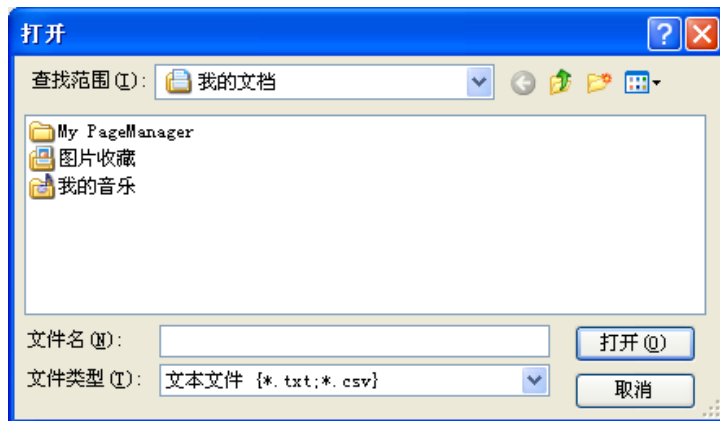 打开
查找范围(I): 我的文档
My PageManager
图片收藏
我的音乐
文件名(N):
打开(O)
文件类型(T): 文本文件 {*.txt;*.csv}
取消